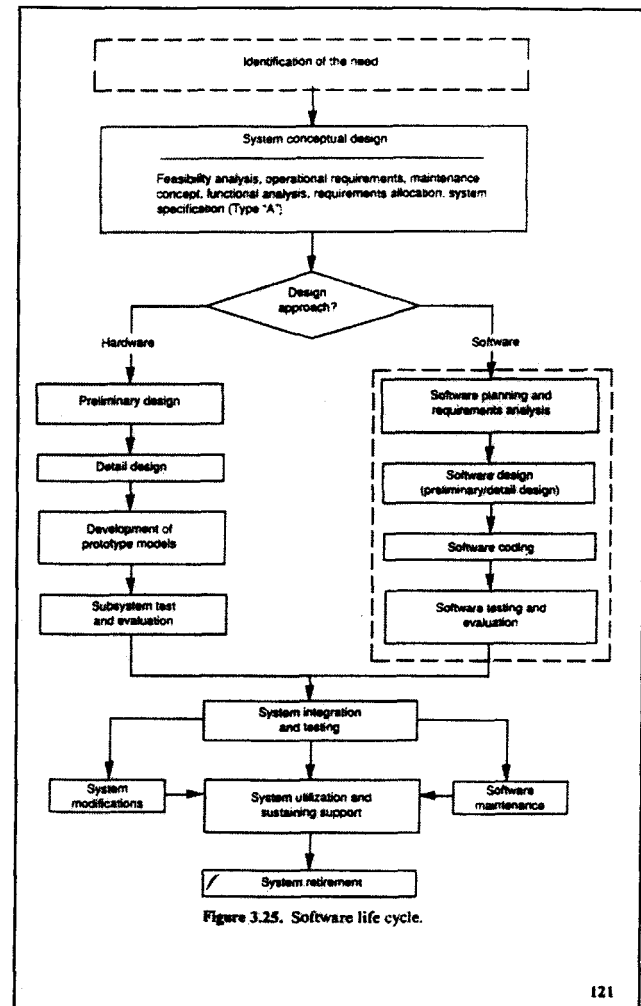 Identification of the need
System conceptual design
Feasibility analysis, operational requirements, maintenance
concept, functional analysis, requirements allocation, system
specification (Type "A")
Design
approach?
Hardware
Software
Preliminary design
Detail design
Development of
prototype models
Subsystem test
and evaluation
Software planning and
requirements analysis
Software design
(preliminary/detail design)
Software coding
Software testing and
evaluation
System integration
and testing
System
modifications
System utilization and
sustaining support
Software
maintenance
System retirement
Figure 3.25. Software life cycle.
121